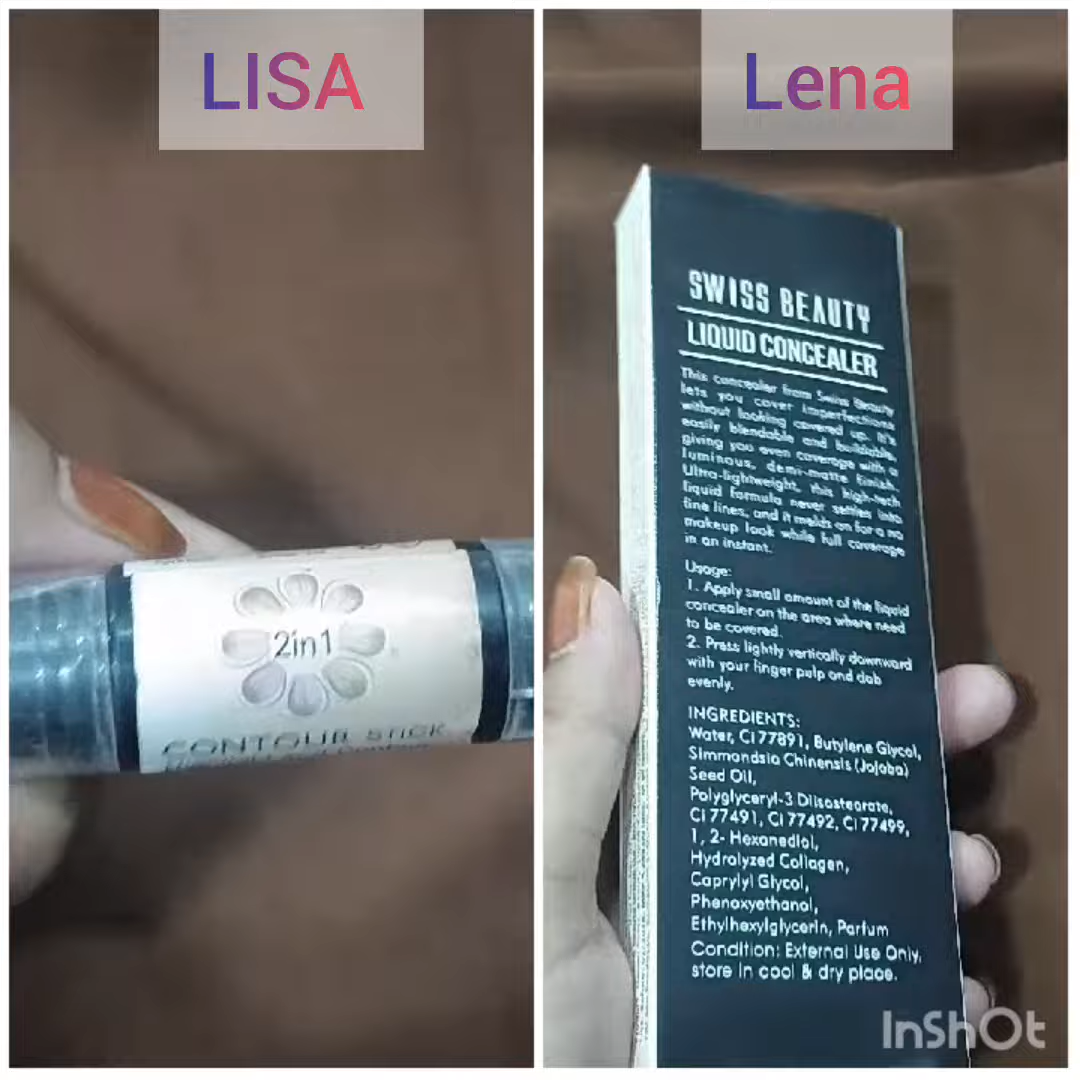 LISA
Lena
2in1
CONTOUR STICK
SWISS BEAUTY
LIQUID CONCEALER
This concealer from Swiss Beauty
lets you cover imperfections
without looking covered up. It's
easily blendable and buildable,
giving you even coverage with a
luminous, demi-matte finish.
Ultra-lightweight, this high-tech
liquid formula never settles into
fine lines, and it melds on for a no
makeup look while full coverage
in an instant.
Usage:
1. Apply small amount of the liquid
concealer on the area where need
to be covered.
2. Press lightly vertically downward
with your finger pulp and dab
evenly.
INGREDIENTS:
Water, CI 77891, Butylene Glycol,
Simmondsia Chinensis (Jojoba)
Seed Oil,
Polyglyceryl-3 Diisostearate,
CI 77491, CI 77492, CI 77499,
1, 2- Hexanediol,
Hydrolyzed Collagen,
Caprylyl Glycol,
Phenoxyethanol,
Ethylhexylglycerin, Parfum
Condition: External Use Only,
store in cool & dry place.
InShOt